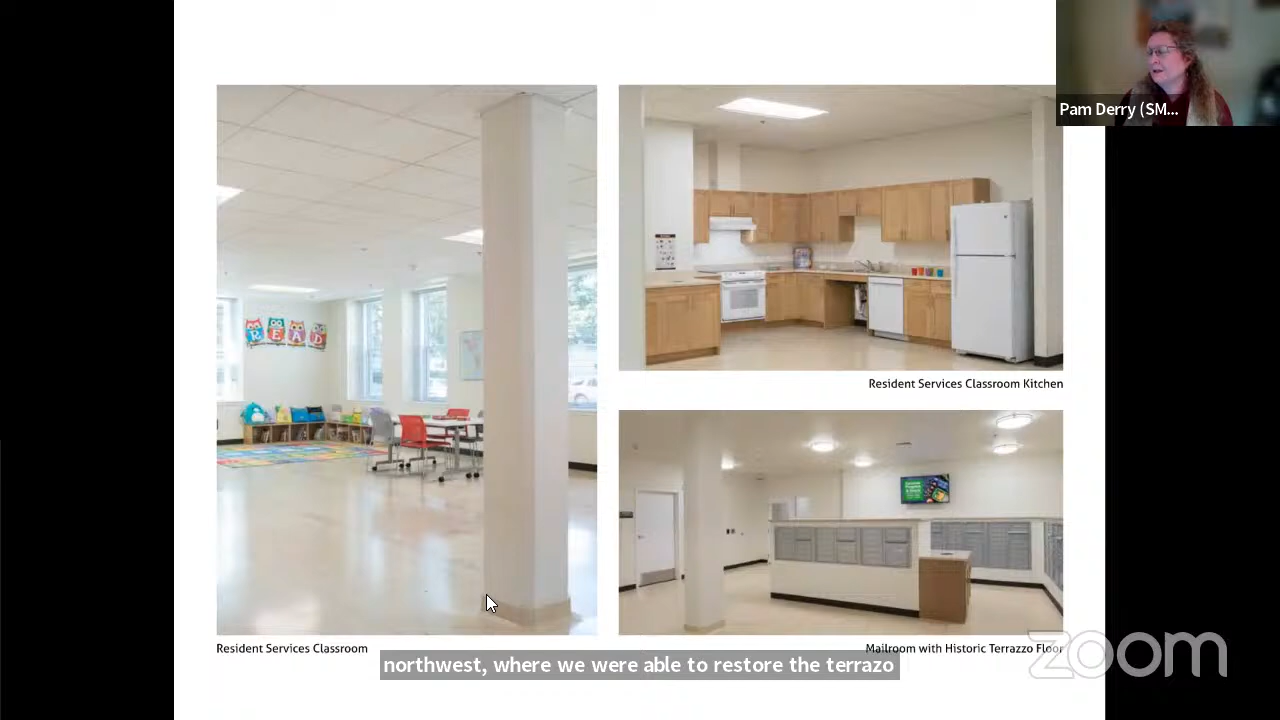 Pam Derry (SM...
READ
Resident Services Classroom Kitchen
Resident Services Classroom
Mailroom with Historic Terrazzo Floor
northwest, where we were able to restore the terrazo
zoom